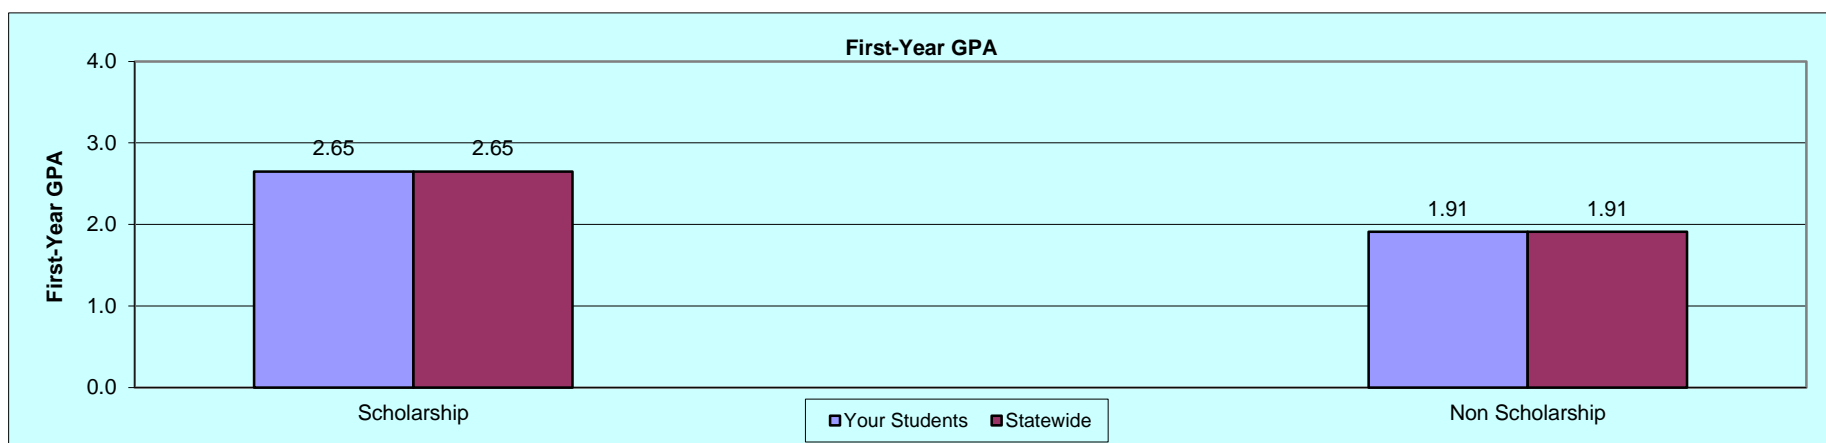 First-Year GPA
First-Year GPA
4.0
3.0
2.0
1.0
0.0
2.65 2.65
1.91 1.91
Scholarship
Non Scholarship
Your Students Statewide